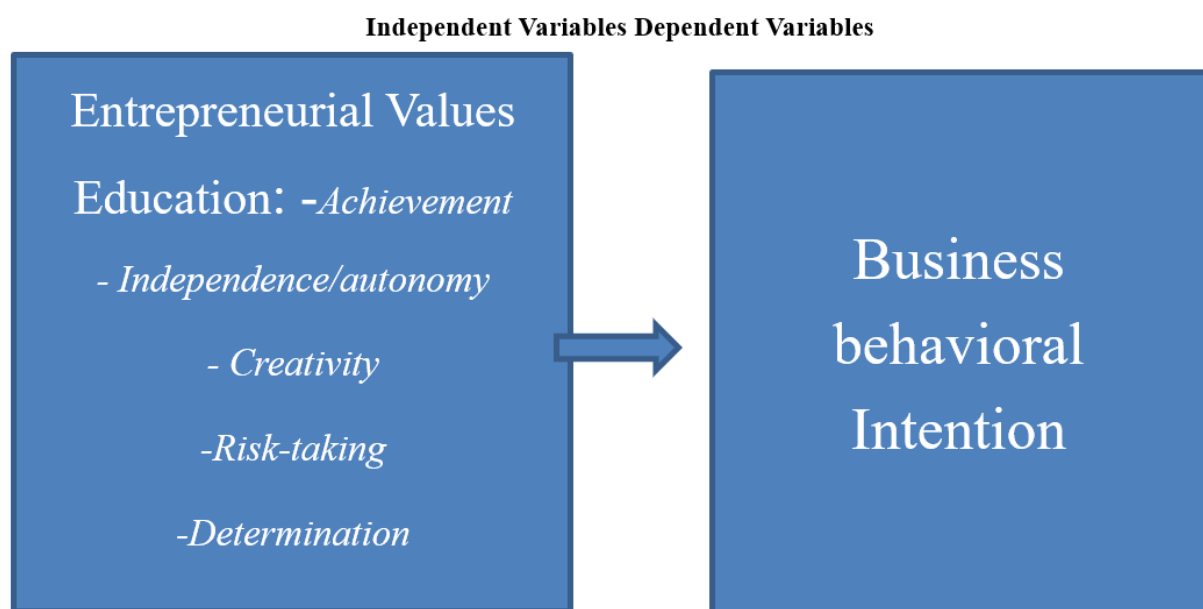 Independent Variables Dependent Variables
Entrepreneurial Values
Education: -Achievement
- Independence/autonomy
- Creativity
-Risk-taking
-Determination
Business
behavioral
Intention